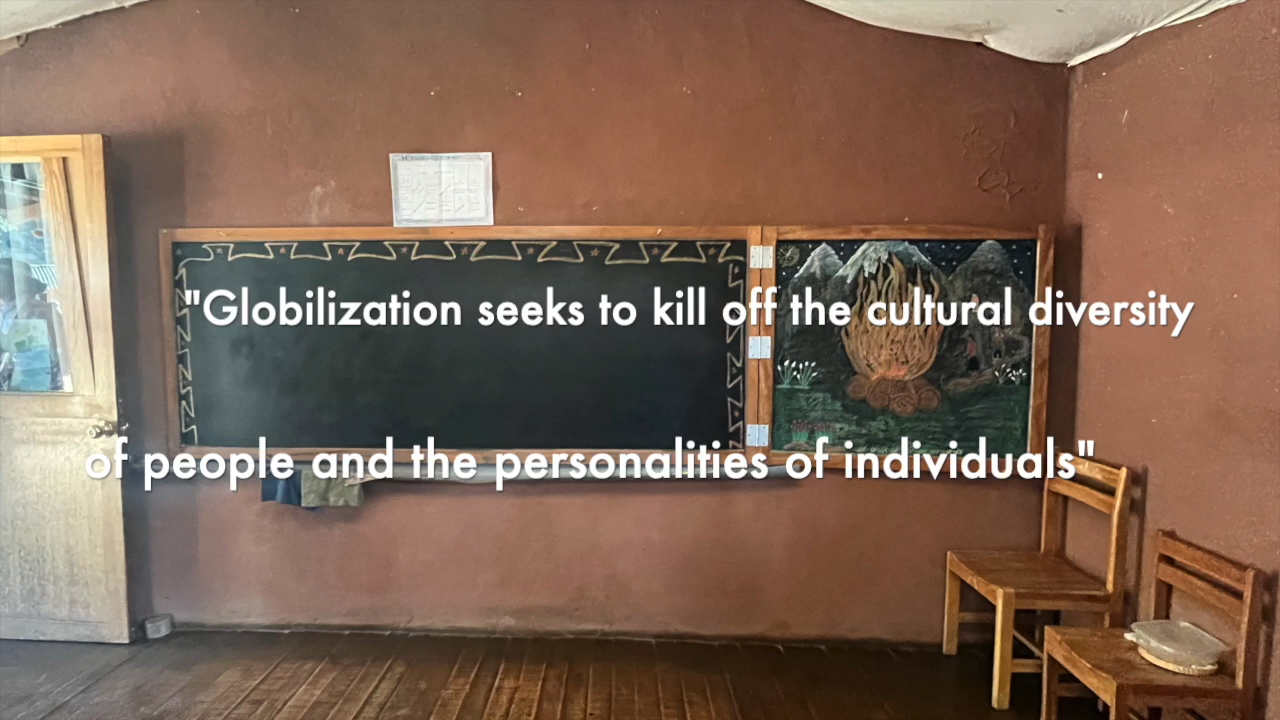 "Globilization seeks to kill off the cultural diversity
of people and the personalities of individuals"